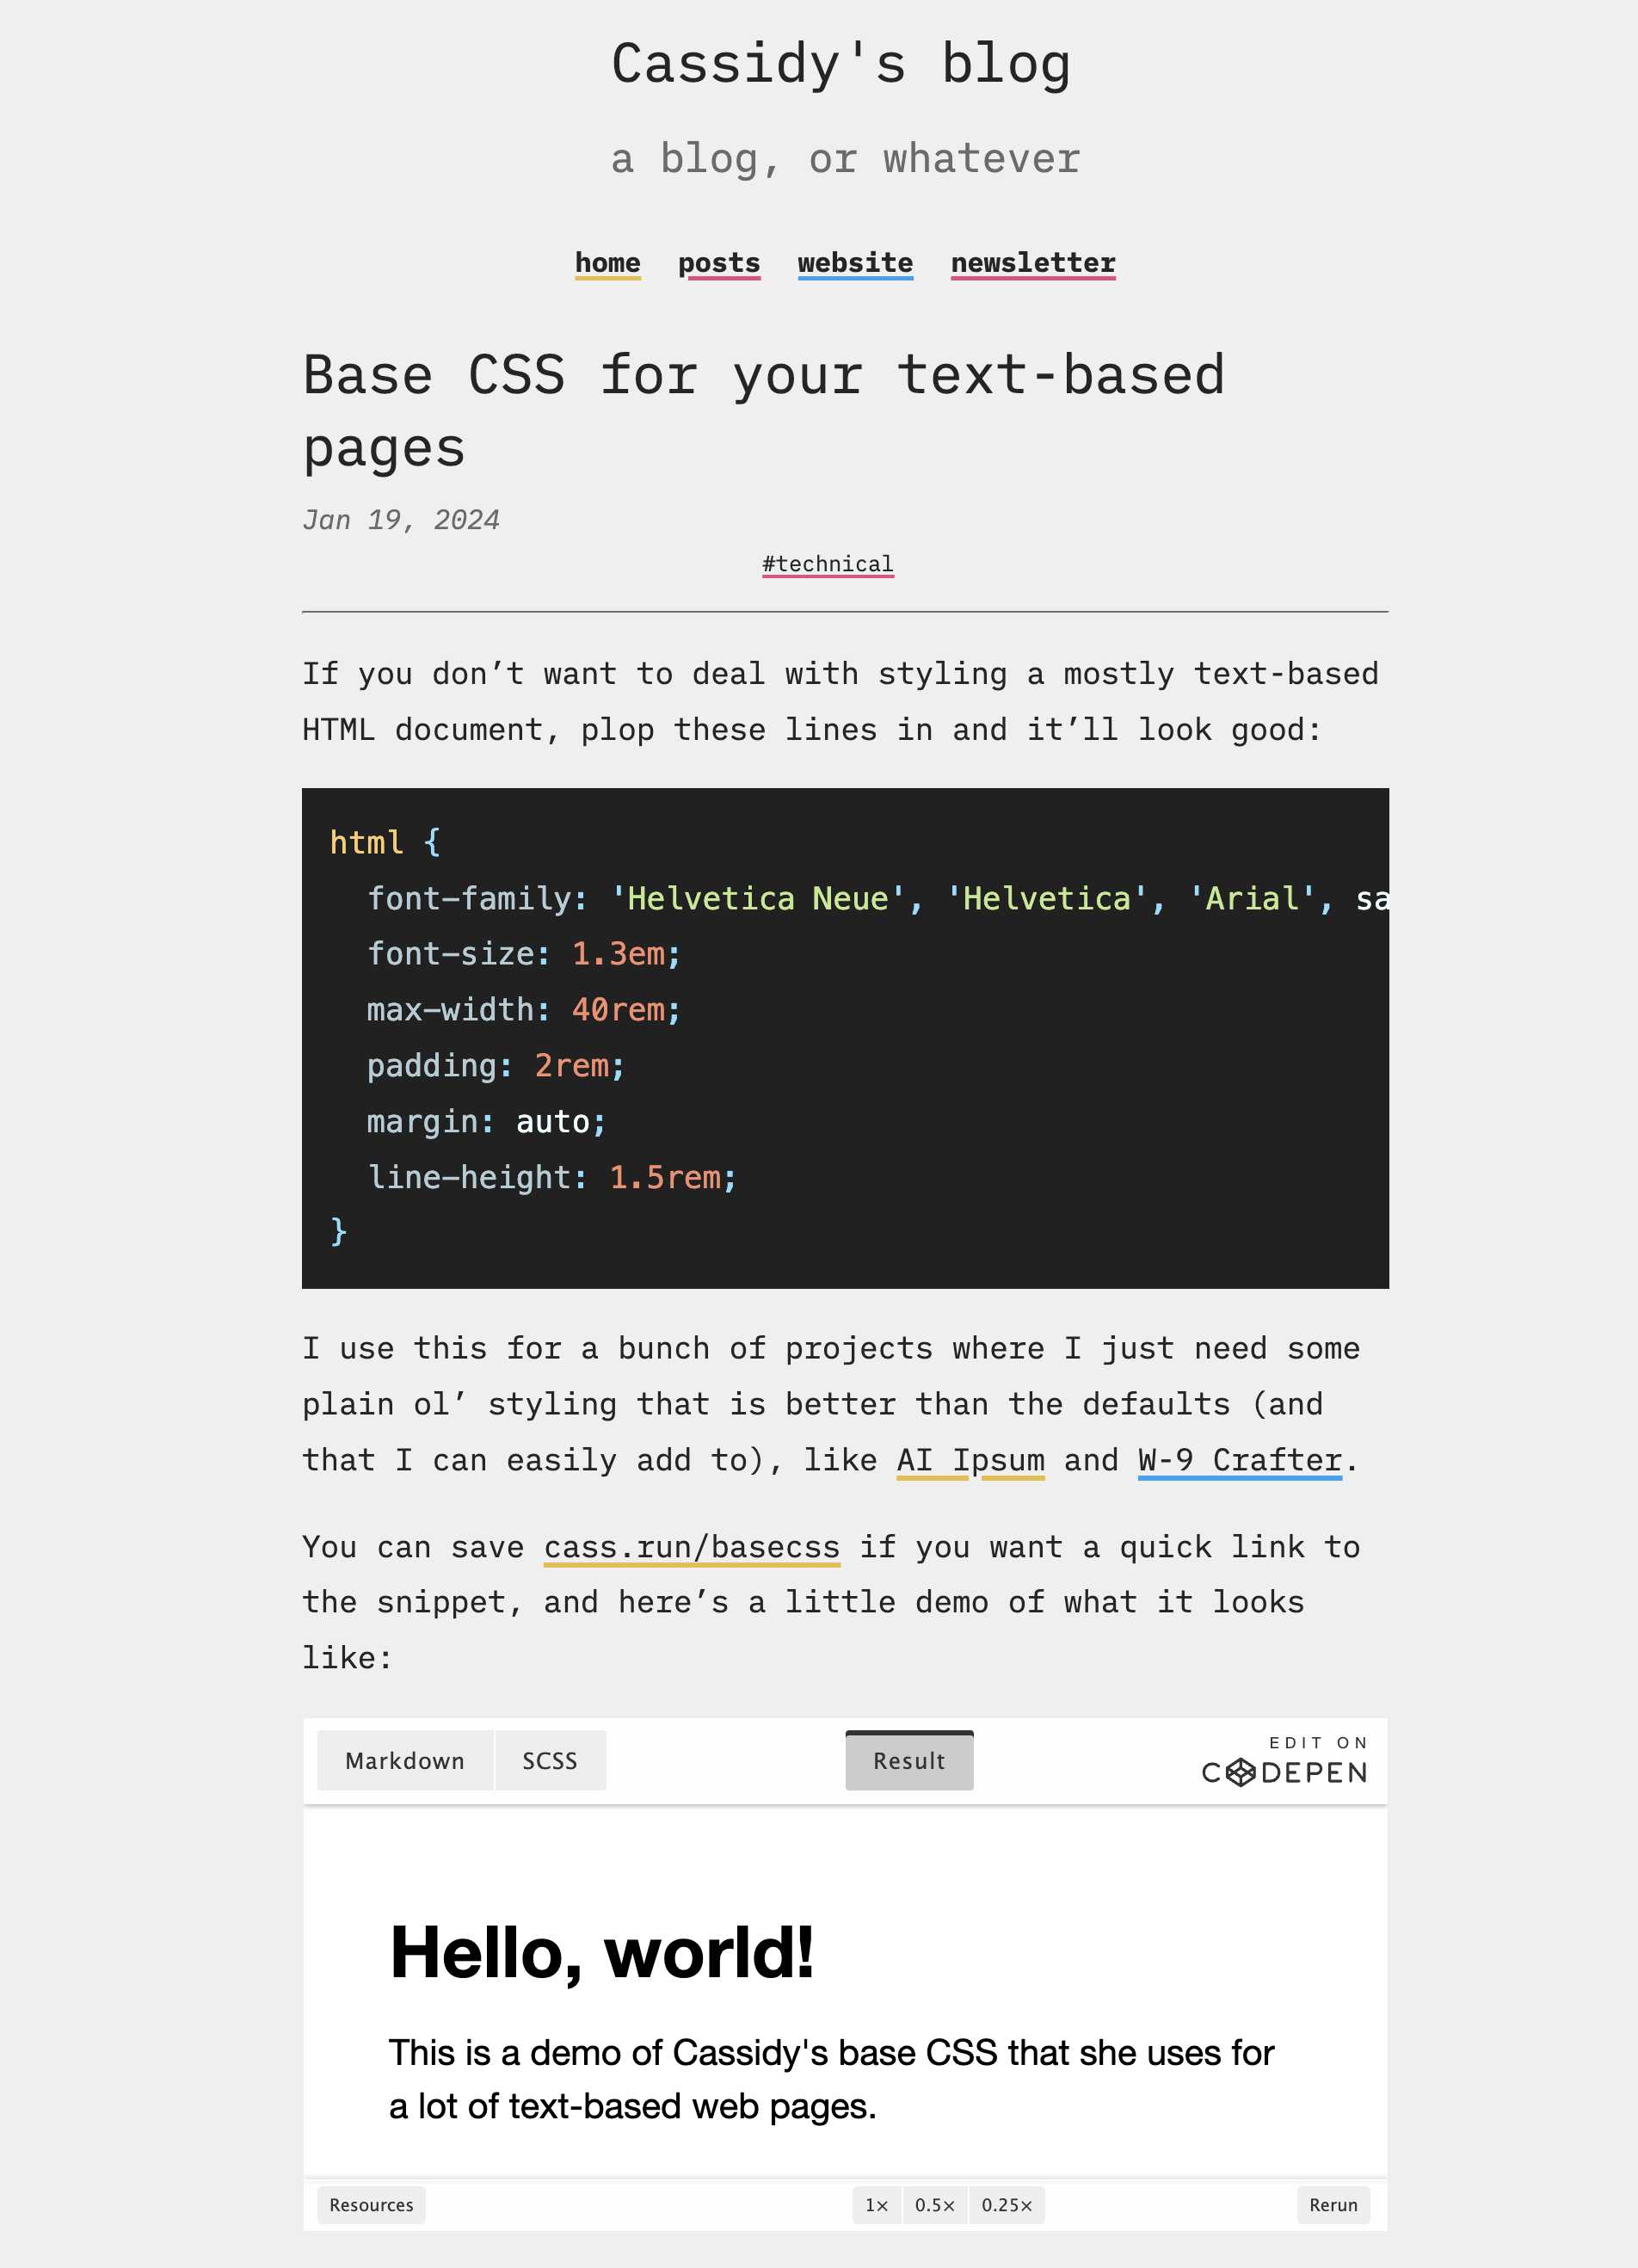 Cassidy's blog
a blog, or whatever
home posts website newsletter
Base CSS for your text-based
pages
Jan 19, 2024
#technical
If you don’t want to deal with styling a mostly text-based
HTML document, plop these lines in and it’ll look good:
html {
  font-family: 'Helvetica Neue', 'Helvetica', 'Arial', sa
  font-size: 1.3em;
  max-width: 40rem;
  padding: 2rem;
  margin: auto;
  line-height: 1.5rem;
}
I use this for a bunch of projects where I just need some
plain ol’ styling that is better than the defaults (and
that I can easily add to), like AI Ipsum and W-9 Crafter.
You can save cass.run/basecss if you want a quick link to
the snippet, and here’s a little demo of what it looks
like:
Markdown SCSS Result EDIT ON
CODEPEN
Hello, world!
This is a demo of Cassidy's base CSS that she uses for
a lot of text-based web pages.
Resources 1× 0.5× 0.25× Rerun